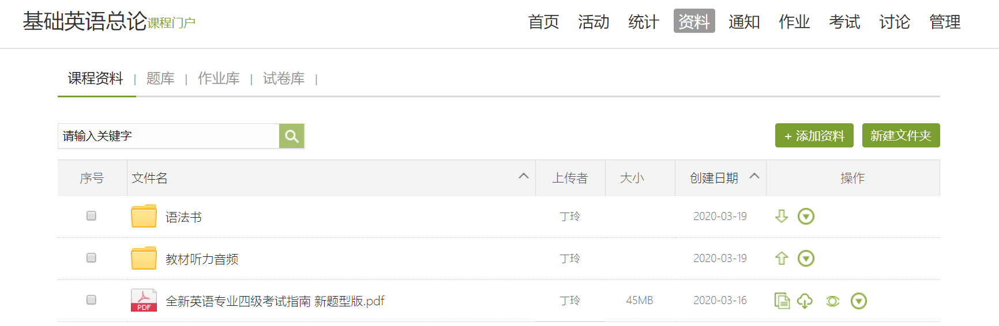 基础英语总论课程门户 首页 活动 统计 资料 通知 作业 考试 讨论 管理
课程资料 | 题库 | 作业库 | 试卷库 |
请输入关键字 + 添加资料 新建文件夹
序号 文件名 上传者 大小 创建日期 操作
语法书 丁玲 2020-03-19
教材听力音频 丁玲 2020-03-19
PDF 全新英语专业四级考试指南 新题型版.pdf 丁玲 45MB 2020-03-16